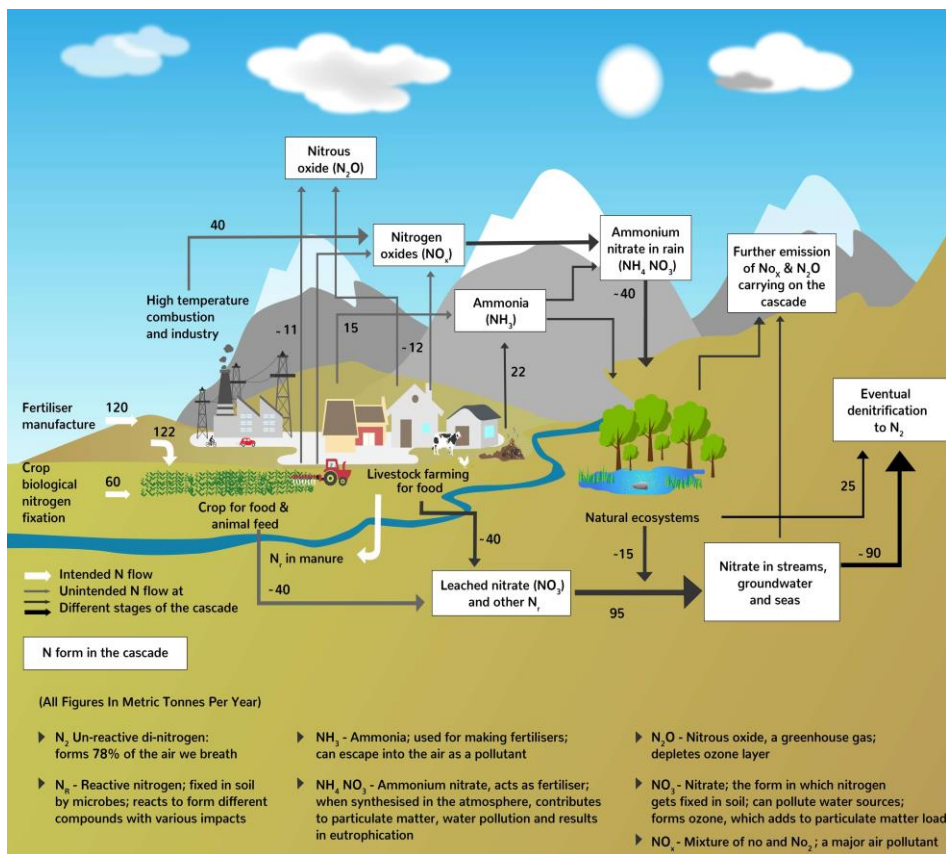 Nitrous
oxide (N₂O)
40
Nitrogen
oxides (NOₓ)
Ammonium
nitrate in rain
(NH₄ NO₃)
Further emission
of Noₓ & N₂O
carrying on the
cascade
High temperature
combustion
and industry
- 11
15
- 12
Ammonia
(NH₃)
-40
22
Eventual
denitrification
to N₂
Fertiliser
manufacture
120
122
Crop
biological
nitrogen
fixation
60
Crop for food &
animal feed
Livestock farming
for food
Natural ecosystems
25
Nᵣ in manure
-40
-15
- 90
Intended N flow
Unintended N flow at
Different stages of the cascade
-40
Leached nitrate (NO₃)
and other Nᵣ
95
Nitrate in streams,
groundwater
and seas
N form in the cascade
(All Figures In Metric Tonnes Per Year)
N₂ Un-reactive di-nitrogen:
forms 78% of the air we breath
N_R - Reactive nitrogen; fixed in soil
by microbes; reacts to form different
compounds with various impacts
NH₃ - Ammonia; used for making fertilisers;
can escape into the air as a pollutant
NH₄ NO₃ - Ammonium nitrate, acts as fertiliser;
when synthesised in the atmosphere, contributes
to particulate matter, water pollution and results
in eutrophication
N₂O - Nitrous oxide, a greenhouse gas;
depletes ozone layer
NO₃- Nitrate; the form in which nitrogen
gets fixed in soil; can pollute water sources;
forms ozone, which adds to particulate matter load
NOₓ- Mixture of no and No₂; a major air pollutant